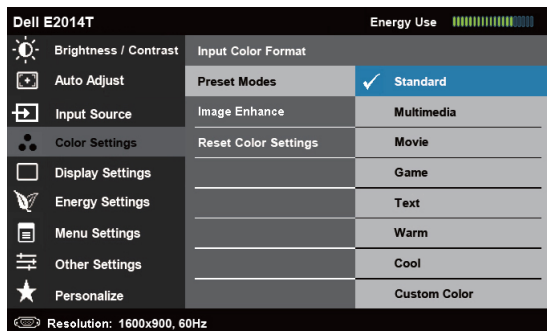 Dell E2014T
Energy Use
Brightness / Contrast
Input Color Format
Auto Adjust
Preset Modes
Standard
Input Source
Image Enhance
Multimedia
Color Settings
Reset Color Settings
Movie
Display Settings
Game
Energy Settings
Text
Menu Settings
Warm
Other Settings
Cool
Personalize
Custom Color
Resolution: 1600x900, 60Hz